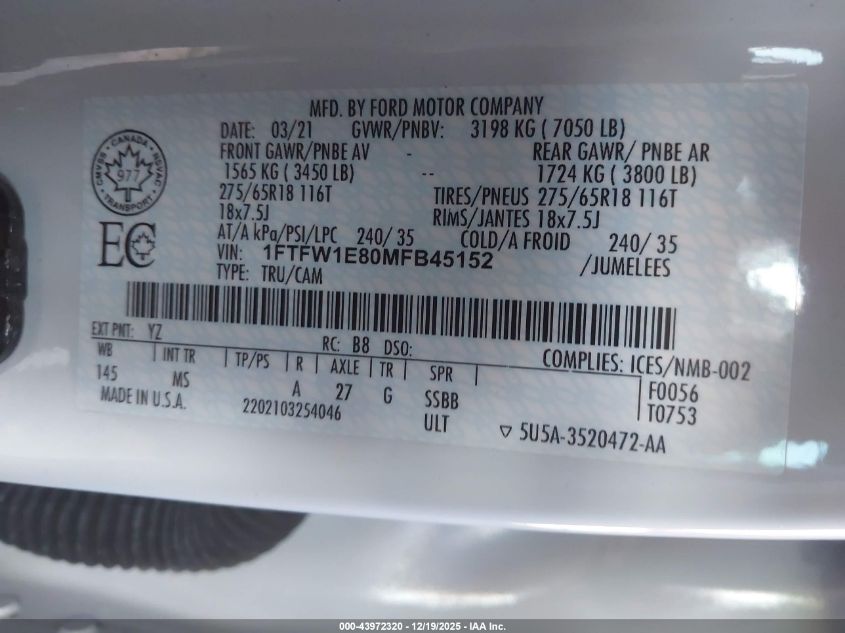 MFD. BY FORD MOTOR COMPANY
DATE: 03/21 GVWR/PNBV: 3198 KG ( 7050 LB)
FRONT GAWR/PNBE AV - REAR GAWR/ PNBE AR
1565 KG ( 3450 LB) -- 1724 KG ( 3800 LB)
275/65R18 116T TIRES/PNEUS 275/65R18 116T
18x7.5J RIMS/JANTES 18x7.5J
AT/A kPa/PSI/LPC 240/ 35 COLD/A FROID 240/ 35
VIN: 1FTFW1E80MFB45152 /JUMELEES
TYPE: TRU/CAM
CANADA
CMVSS NSVAC
977
TRANSPORT
EC
EXT PNT: YZ RC: B8 DSO: COMPLIES: ICES/NMB-002
WB INT TR TP/PS R AXLE TR SPR F0056
145 MS A 27 G SSBB T0753
MADE IN U.S.A. 2202103254046 ULT
▽ 5U5A-3520472-AA
000-43972320 - 12/19/2025 - IAA Inc.